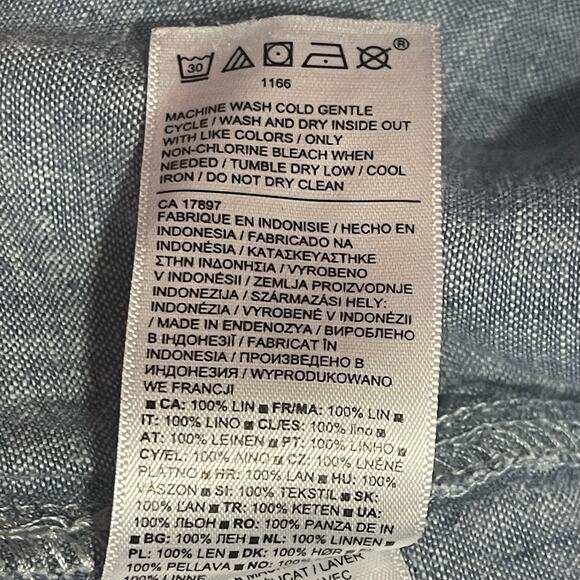 30 ®
1166
MACHINE WASH COLD GENTLE
CYCLE / WASH AND DRY INSIDE OUT
WITH LIKE COLORS / ONLY
NON-CHLORINE BLEACH WHEN
NEEDED / TUMBLE DRY LOW / COOL
IRON / DO NOT DRY CLEAN
CA 17897
FABRIQUE EN INDONISIE / HECHO EN
INDONESIA / FABRICADO NA
INDONÉSIA / ΚΑΤΑΣΚΕΥΑΣΤΗΚΕ
ΣΤΗΝ ΙΝΔΟΝΗΣΙΑ / VYROBENO
V INDONÉSII / ZEMLJA PROIZVODNJE
INDONEZIJA / SZÁRMAZÁSI HELY:
INDONÉZIA / VYROBENÉ V INDONÉZII
/ MADE IN ENDENOZYA / ВИРОБЛЕНО
В ІНДОНЕЗІЇ / FABRICAT ÎN
INDONEZIA / ПРОИЗВЕДЕНО В
ИНДОНЕЗИЯ / WYPRODUKOWANO
WE FRANCJI
■ CA: 100% LIN ■ FR/MA: 100% LIN ■
IT: 100% LINO ■ CL/ES: 100% lino ■
AT: 100% LEINEN ■ PT: 100% LINHO ■
CY/EL: 100% ΛΙΝΟ ■ CZ: 100% LNĚNÉ
PLÁTNO ■ HR: 100% LAN ■ HU: 100%
VÁSZON ■ SI: 100% TEKSTIL ■ SK:
100% ĽAN ■ TR: 100% KETEN ■ UA:
100% ЛЬОН ■ RO: 100% PANZA DE IN
■ BG: 100% ЛЕН ■ NL: 100% LINNEN ■
PL: 100% LEN ■ DK: 100% HØR
100% PELLAVA ■ NO: 100%
100% LINNE